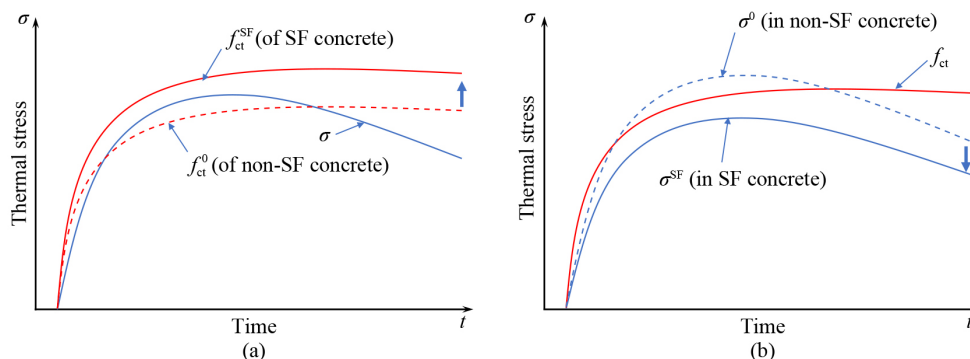 σ
f_ct^SF (of SF concrete)
f_ct^0 (of non-SF concrete)
σ
Thermal stress
Time
t
(a)
σ
σ^0 (in non-SF concrete)
f_ct
σ^SF (in SF concrete)
Thermal stress
Time
t
(b)